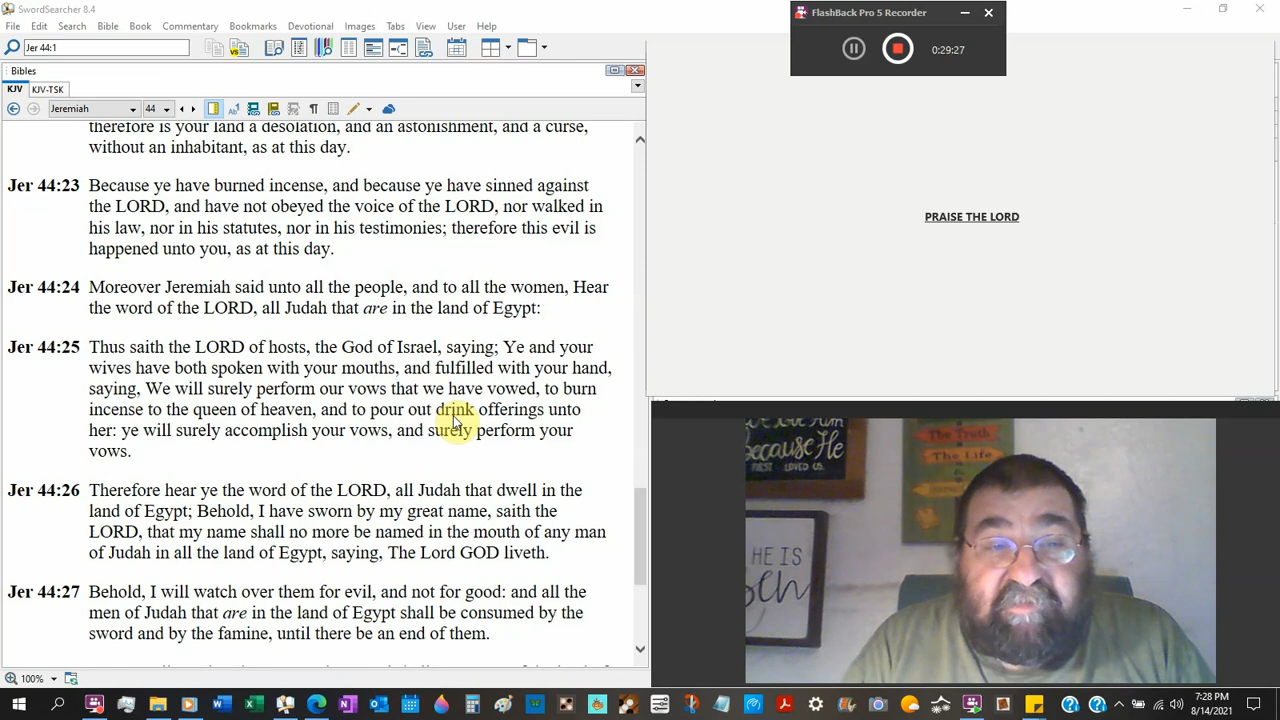 SwordSearcher 8.4
File Edit Search Bible Book Commentary Bookmarks Devotional Images Tabs View User Help
Jer 44:1
Bibles
KJV KJV-TSK
Jeremiah 44
therefore is your land a desolation, and an astonishment, and a curse,
without an inhabitant, as at this day.
Jer 44:23 Because ye have burned incense, and because ye have sinned against
the LORD, and have not obeyed the voice of the LORD, nor walked in
his law, nor in his statutes, nor in his testimonies; therefore this evil is
happened unto you, as at this day.
Jer 44:24 Moreover Jeremiah said unto all the people, and to all the women, Hear
the word of the LORD, all Judah that are in the land of Egypt:
Jer 44:25 Thus saith the LORD of hosts, the God of Israel, saying; Ye and your
wives have both spoken with your mouths, and fulfilled with your hand,
saying, We will surely perform our vows that we have vowed, to burn
incense to the queen of heaven, and to pour out drink offerings unto
her: ye will surely accomplish your vows, and surely perform your
vows.
Jer 44:26 Therefore hear ye the word of the LORD, all Judah that dwell in the
land of Egypt; Behold, I have sworn by my great name, saith the
LORD, that my name shall no more be named in the mouth of any man
of Judah in all the land of Egypt, saying, The Lord GOD liveth.
Jer 44:27 Behold, I will watch over them for evil, and not for good: and all the
men of Judah that are in the land of Egypt shall be consumed by the
sword and by the famine, until there be an end of them.
100%
FlashBack Pro 5 Recorder
0:29:27
PRAISE THE LORD
because He
FIRST LOVED US.
The Truth
The Life
HE IS
7:28 PM
8/14/2021